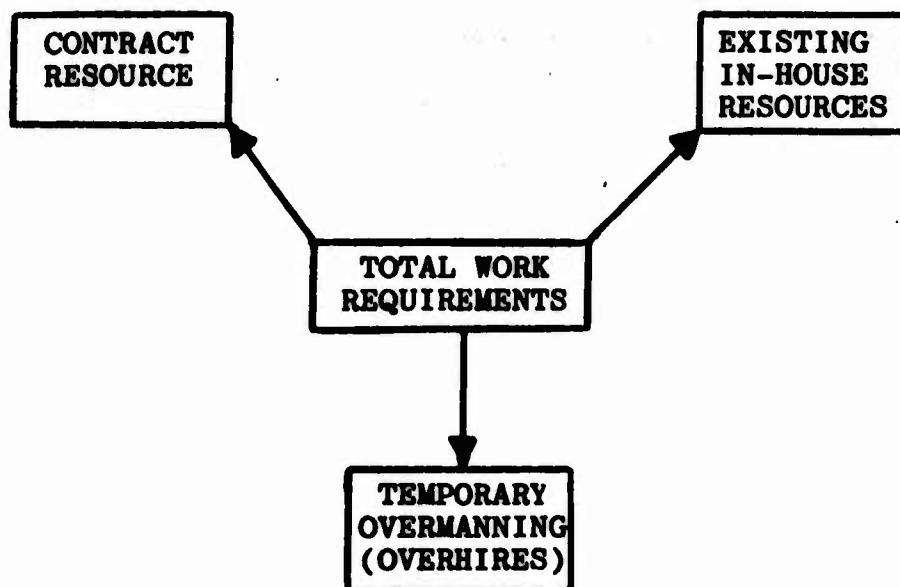 CONTRACT
RESOURCE
EXISTING
IN-HOUSE
RESOURCES
TOTAL WORK
REQUIREMENTS
TEMPORARY
OVERMANNING
(OVERHIRES)